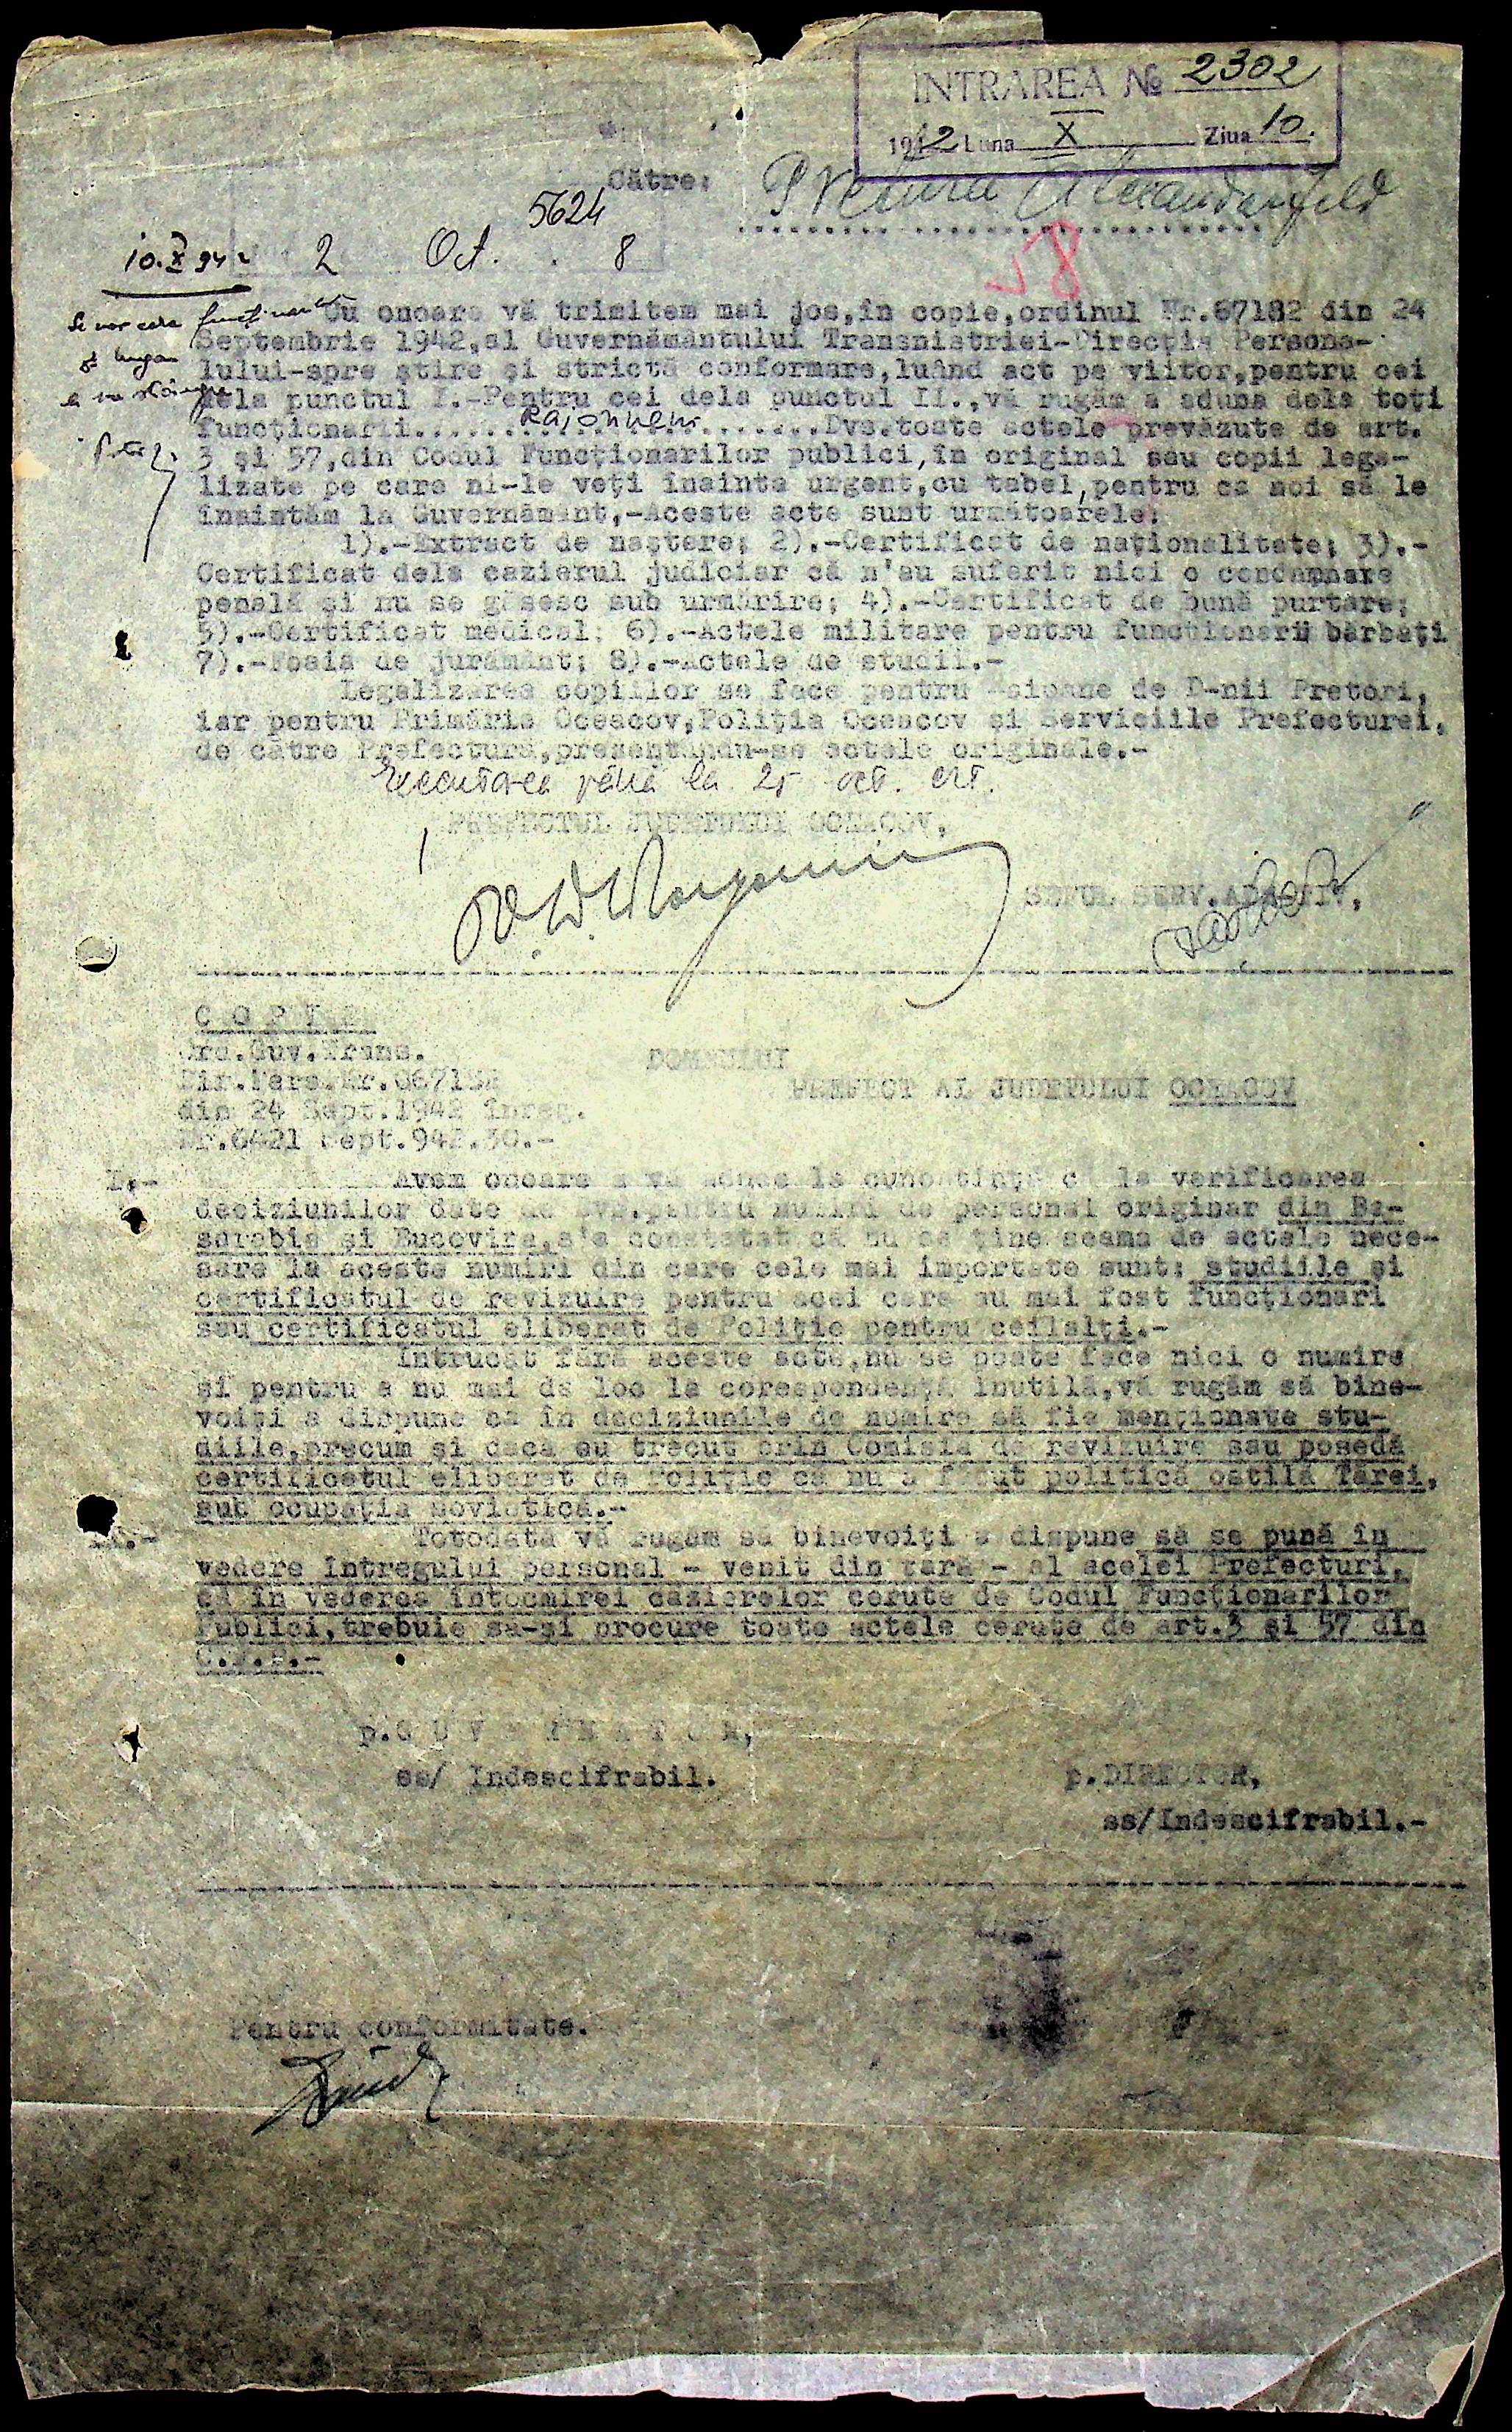 INTRAREA № 2302
1942 Luna X Ziua 10.
Către:
Pretura Alexanderfeld
5624
10.X 942 2 Oct. 8
V8
Cu onoare vă trimitem mai jos,în copie,ordinul Nr.67182 din 24
Septembrie 1942,al Guvernământului Transnistriei-Direcția Persona-
lului-spre știre și strictă conformare,luând act pe viitor,pentru cei
dela punctul I.-Pentru cei dela punctul II.,vă rugăm a aduna dela toți
funcționarii......................Dvs.toate actele prevăzute de art.
3 și 57,din Codul Funcționarilor publici,în original sau copii lega-
lizate pe care ni-le veți înainta urgent,cu tabel,pentru ca noi să le
înaintăm la Guvernământ,-Aceste acte sunt următoarele:
1).-Extract de naștere; 2).-Certificat de naționalitate; 3).-
Certificat dela cazierul judiciar că n'au suferit nici o condamnare
penală și nu se găsesc sub urmărire; 4).-Certificat de bună purtare;
5).-Certificat medical; 6).-Actele militare pentru funcționarii bărbați
7).-Foaia de jurământ; 8).-Actele de studii.-
Legalizarea copiilor se face pentru raioane de D-nii Pretori,
iar pentru Primăria Oceacov,Poliția Oceacov și Serviciile Prefecturei,
de către Prefectură,prezentându-se actele originale.-
Executarea până la 25 oct. crt.
PREFECTUL JUDEȚULUI OCEACOV,
ȘEFUL SERV.ADMTIV,
COPIE
Ord.Guv.Trans.
Dir.Pers.Nr.067182
din 24 Sept.1942 înreg.
Nr.6421 Sept.942.30.-
DOMNULUI
PREFECT AL JUDEȚULUI OCEACOV
I.-
Avem onoare a vă aduce la cunoștință că la verificarea
deciziunilor date de Dvs.pentru numiri de personal originar din Ba-
sarabia și Bucovina,s'a constatat că nu se ține seama de actele nece-
sare la aceste numiri din care cele mai importate sunt: studiile și
certificatul de revizuire pentru acei care au mai fost funcționari
sau certificatul eliberat de Poliție pentru ceilalți.-
Întrucât fără aceste acte,nu se poate face nici o numire
și pentru a nu mai da loc la corespondență inutilă,vă rugăm să bine-
voiți a dispune ca în deciziunile de numire să fie menționate stu-
diile,precum și dacă au trecut prin Comisia de revizuire sau posedă
certificatul eliberat de Poliție că nu a făcut politică ostilă Țarei,
sub ocupația sovietică.-
II.-
Totodată vă rugăm să binevoiți a dispune să se pună în
vedere întregului personal - venit din țară - al acelei Prefecturi,
că în vederea întocmirei cazierelor cerute de Codul Funcționarilor
Publici,trebuie să-și procure toate actele cerute de art.3 și 57 din
C.F.P.-
p.GUVERNATOR,
ss/ Indescifrabil.
p.DIRECTOR,
ss/Indescifrabil.-
Pentru conformitate.